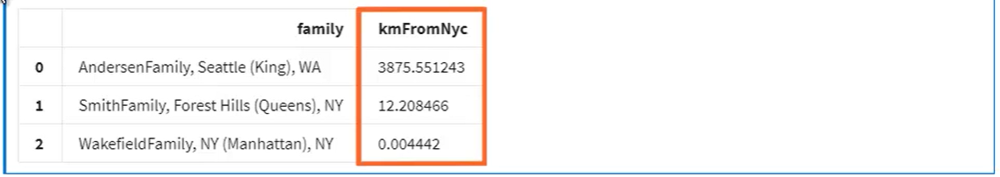 family kmFromNyc
0 AndersenFamily, Seattle (King), WA 3875.551243
1 SmithFamily, Forest Hills (Queens), NY 12.208466
2 WakefieldFamily, NY (Manhattan), NY 0.004442